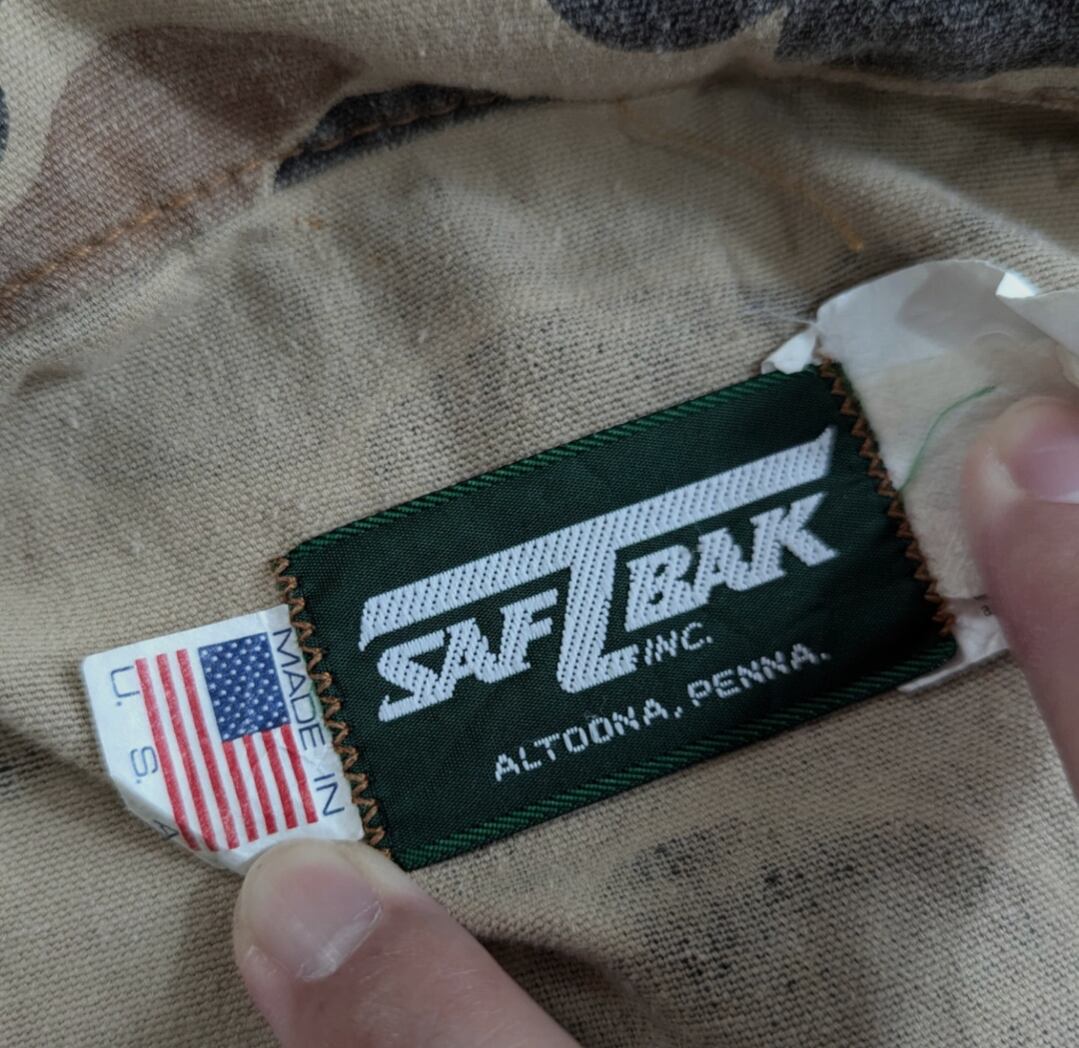 SAFTBAK
INC.
ALTOONA, PENNA.
MADE IN
U. S. A